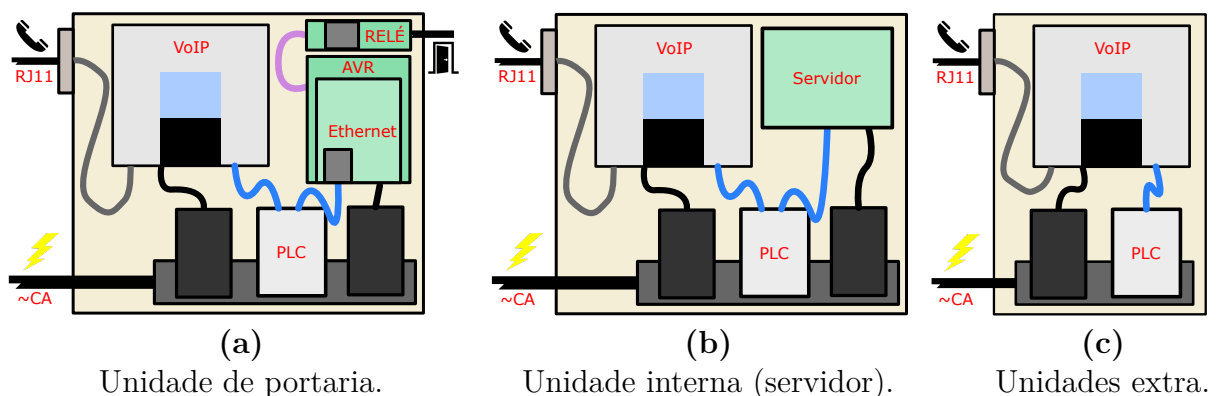 VoIP
RELÉ
RJ11
AVR
Ethernet
PLC
~CA
(a)
Unidade de portaria.
VoIP
RJ11
Servidor
PLC
~CA
(b)
Unidade interna (servidor).
VoIP
RJ11
PLC
~CA
(c)
Unidades extra.